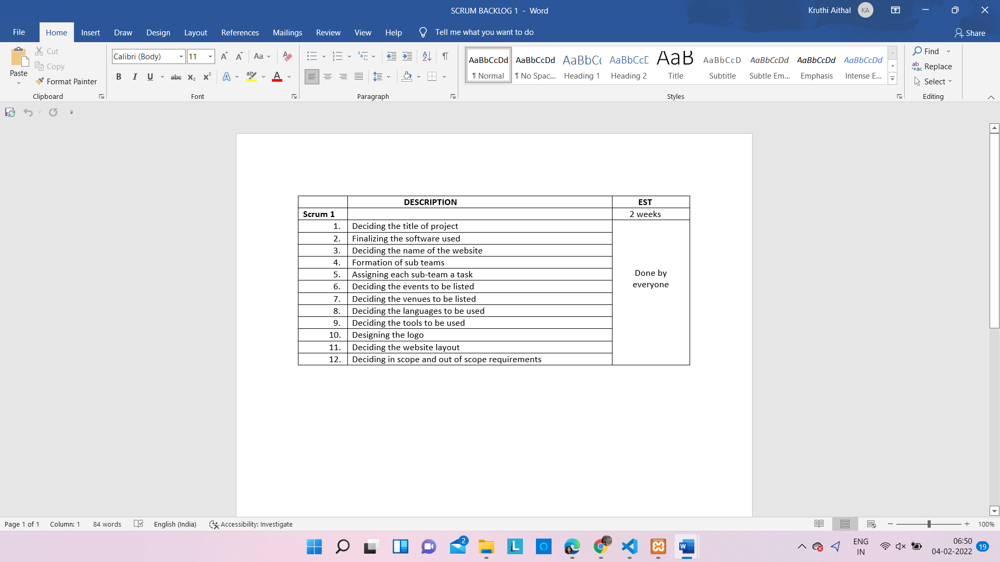 SCRUM BACKLOG 1 - Word
Kruthi Aithal KA
File Home Insert Draw Design Layout References Mailings Review View Help Tell me what you want to do Share
Paste
Cut
Copy
Format Painter
Clipboard
Calibri (Body) 11
Font
Paragraph
AaBbCcDd AaBbCcDd AaBbCc AaBbCcD AaB AaBbCcD AaBbCcDd AaBbCcDd AaBbCcDd
¶ Normal ¶ No Spac... Heading 1 Heading 2 Title Subtitle Subtle Em... Emphasis Intense E...
Styles
Find
Replace
Select
Editing
DESCRIPTION EST
Scrum 1 2 weeks
1. Deciding the title of project
2. Finalizing the software used
3. Deciding the name of the website
4. Formation of sub teams
5. Assigning each sub-team a task
6. Deciding the events to be listed
7. Deciding the venues to be listed
8. Deciding the languages to be used
9. Deciding the tools to be used
10. Designing the logo
11. Deciding the website layout
12. Deciding in scope and out of scope requirements
Done by
everyone
Page 1 of 1 Column: 1 84 words English (India) Accessibility: Investigate 100%
2
ENG
IN
06:50
04-02-2022
19